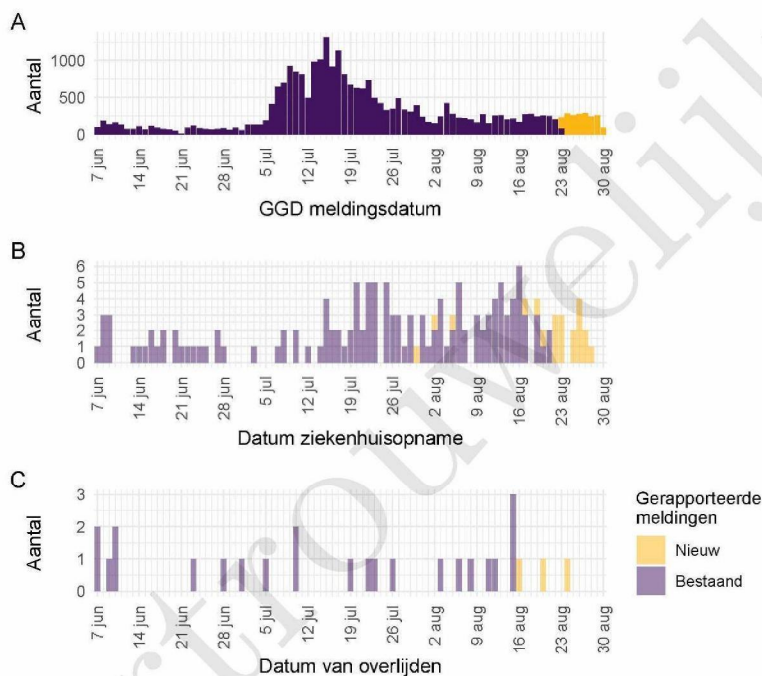 A
Aantal
1000
500
0
7 jun
14 jun
21 jun
28 jun
5 jul
12 jul
19 jul
26 jul
2 aug
9 aug
16 aug
23 aug
30 aug
GGD meldingsdatum
B
Aantal
6
5
4
3
2
1
0
7 jun
14 jun
21 jun
28 jun
5 jul
12 jul
19 jul
26 jul
2 aug
9 aug
16 aug
23 aug
30 aug
Datum ziekenhuisopname
C
Aantal
3
2
1
0
7 jun
14 jun
21 jun
28 jun
5 jul
12 jul
19 jul
26 jul
2 aug
9 aug
16 aug
23 aug
30 aug
Datum van overlijden
Gerapporteerde
meldingen
Nieuw
Bestaand
rtrouwelij